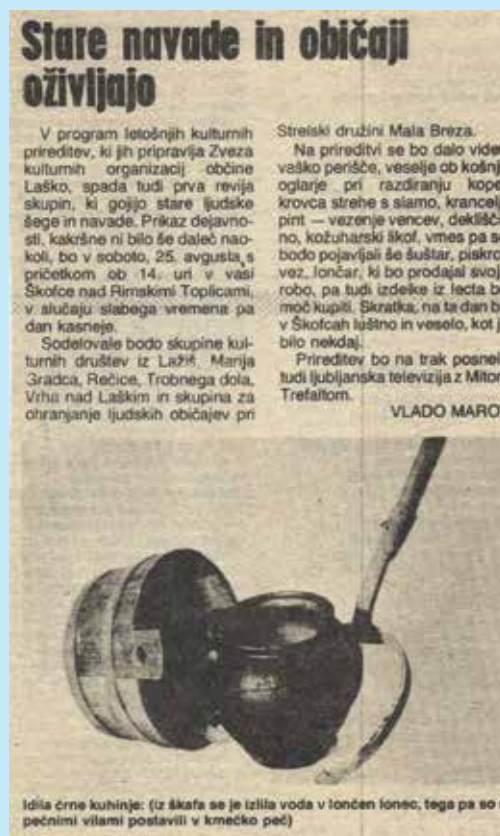 Stare navade in običaji
oživljajo
V program letošnjih kulturnih
prireditev, ki jih pripravlja Zveza
kulturnih organizacij občine
Laško, spada tudi prva revija
skupin, ki gojijo stare ljudske
šege in navade. Prikaz dejavno-
sti, kakršne ni bilo še daleč nao-
koli, bo v soboto, 25. avgusta, s
pričetkom ob 14. uri v vasi
Škofce nad Rimskimi Toplicami,
v slučaju slabega vremena pa
dan kasneje.
Sodelovale bodo skupine kul-
turnih društev iz Lažiš, Marija
Gradca, Rečice, Trobnega dola,
Vrha nad Laškim in skupina za
ohranjanje ljudskih običajev pri
Strelski družini Mala Breza.
Na prireditvi se bo dalo videt
vaško perišče, veselje ob košnj
oglarje pri razdiranju kope
krovca strehe s slamo, krancelj
pint — vezenje vencev, deklišč
no, kožuharski likof, vmes pa se
bodo pojavljali še šuštar, piskro
vez, lončar, ki bo prodajal svoj
robo, pa tudi izdelke iz lecta b
moč kupiti. Skratka, na ta dan b
v Škofcah luštno in veselo, kot j
bilo nekdaj.
Prireditev bo na trak posnel
tudi ljubljanska televizija z Mitor
Trefaltom.
VLADO MARO
Idila črne kuhinje: (iz škafa se je izlila voda v lončen lonec, tega pa so
pečnimi vilami postavili v kmečko peč)